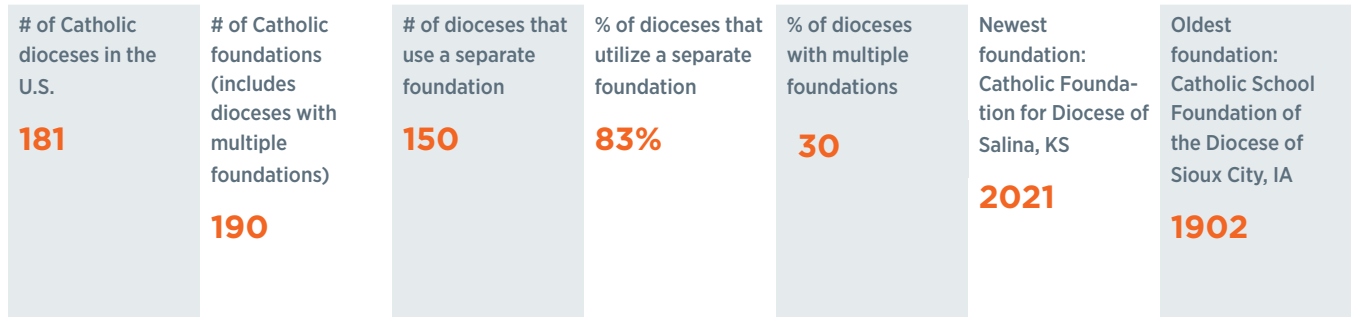 # of Catholic
dioceses in the
U.S.
181
# of Catholic
foundations
(includes
dioceses with
multiple
foundations)
190
# of dioceses that
use a separate
foundation
150
% of dioceses that
utilize a separate
foundation
83%
% of dioceses
with multiple
foundations
30
Newest
foundation:
Catholic Founda-
tion for Diocese of
Salina, KS
2021
Oldest
foundation:
Catholic School
Foundation of
the Diocese of
Sioux City, IA
1902